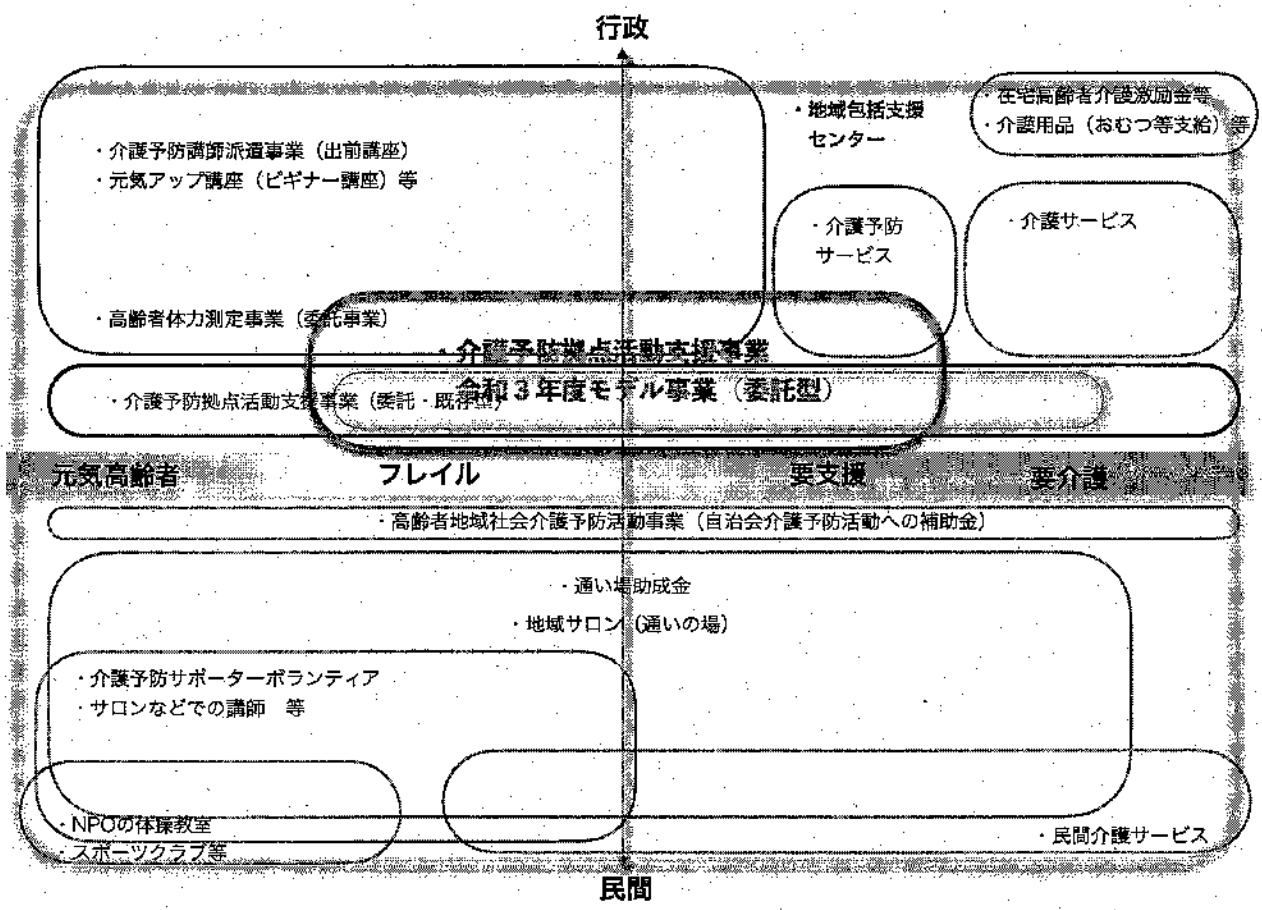 行政
・地域包括支援
センター
・在宅高齢者介護激励金等
・介護用品（おむつ等支給）等
・介護予防講師派遣事業（出前講座）
・元気アップ講座（ビギナー講座）等
・介護予防
サービス
・介護サービス
・高齢者体力測定事業（委託事業）
・介護予防拠点活動支援事業
令和3年度モデル事業（委託型）
・介護予防拠点活動支援事業（委託・既存型）
元気高齢者
フレイル
要支援
要介護
・高齢者地域社会介護予防活動事業（自治会介護予防活動への補助金）
・通い場助成金
・地域サロン（通いの場）
・介護予防サポーターボランティア
・サロンなどでの講師　等
・NPOの体操教室
・スポーツクラブ等
・民間介護サービス
民間